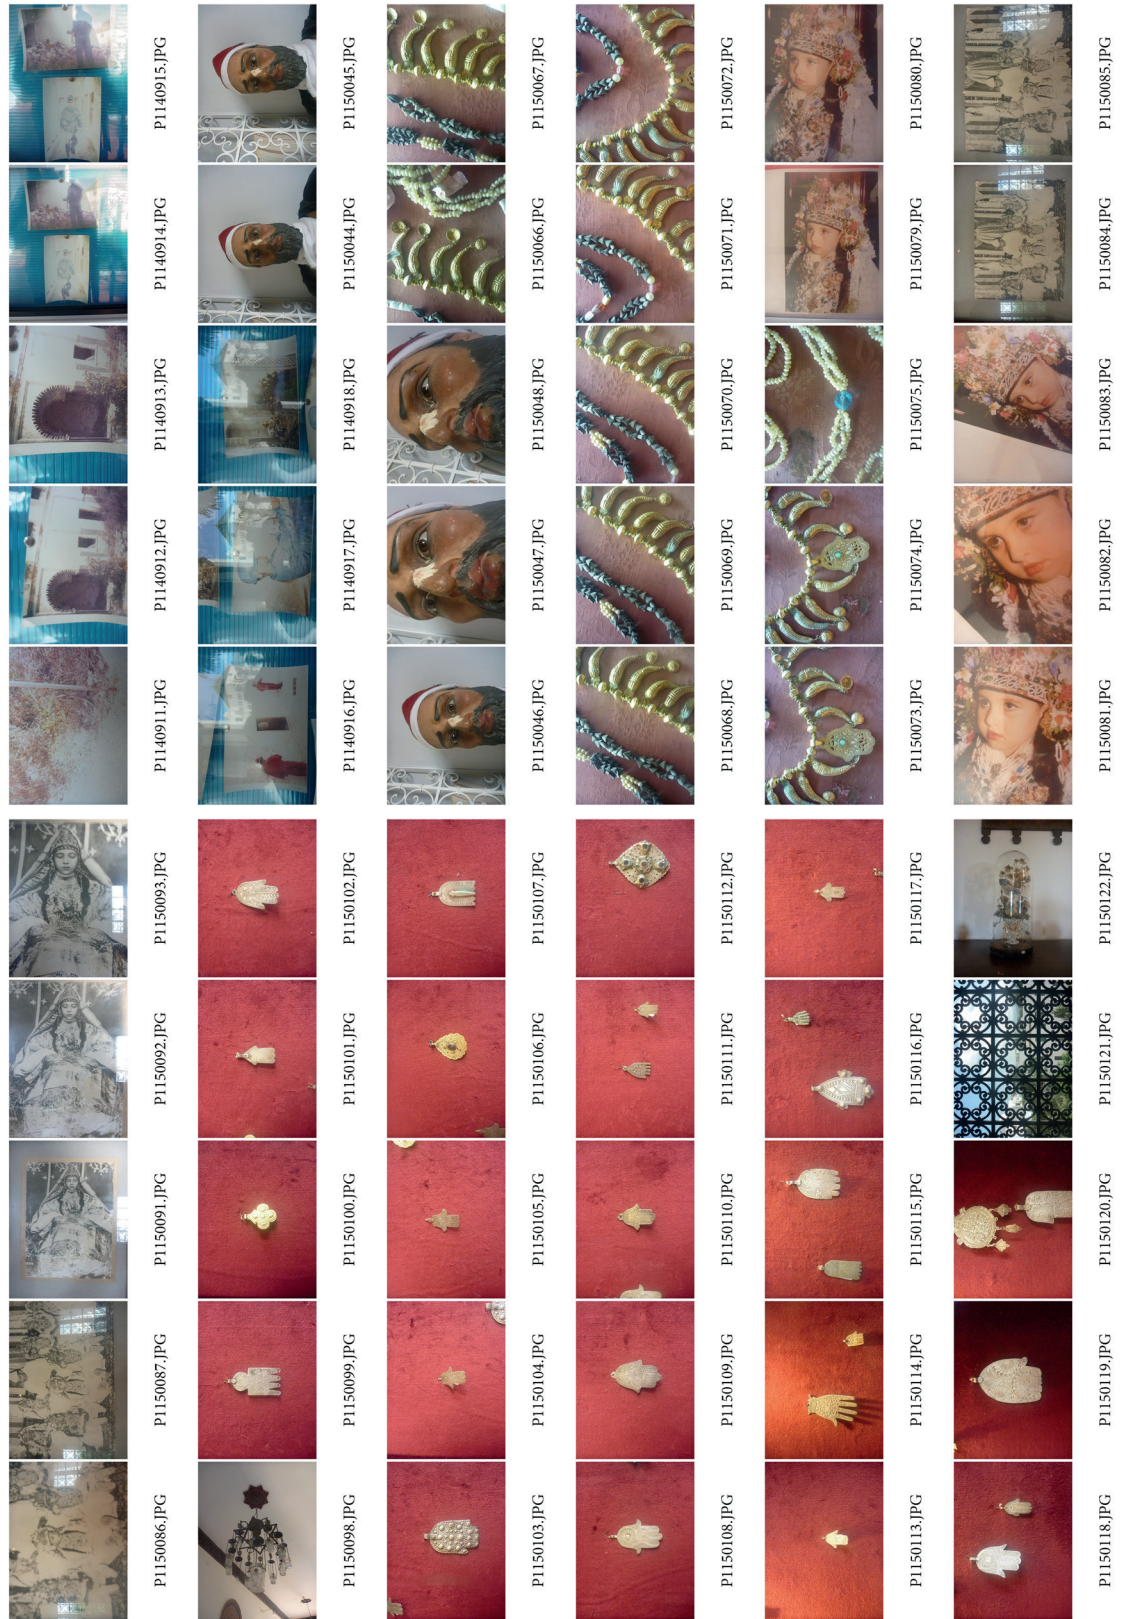 P1150086.JPG P1150087.JPG P1150091.JPG P1150092.JPG P1150093.JPG
P1150098.JPG P1150099.JPG P1150100.JPG P1150101.JPG P1150102.JPG
P1150103.JPG P1150104.JPG P1150105.JPG P1150106.JPG P1150107.JPG
P1150108.JPG P1150109.JPG P1150110.JPG P1150111.JPG P1150112.JPG
P1150113.JPG P1150114.JPG P1150115.JPG P1150116.JPG P1150117.JPG
P1150118.JPG P1150119.JPG P1150120.JPG P1150121.JPG P1150122.JPG
P1140911.JPG P1140912.JPG P1140913.JPG P1140914.JPG P1140915.JPG
P1140916.JPG P1140917.JPG P1140918.JPG P1150044.JPG P1150045.JPG
P1150046.JPG P1150047.JPG P1150048.JPG P1150066.JPG P1150067.JPG
P1150068.JPG P1150069.JPG P1150070.JPG P1150071.JPG P1150072.JPG
P1150073.JPG P1150074.JPG P1150075.JPG P1150079.JPG P1150080.JPG
P1150081.JPG P1150082.JPG P1150083.JPG P1150084.JPG P1150085.JPG